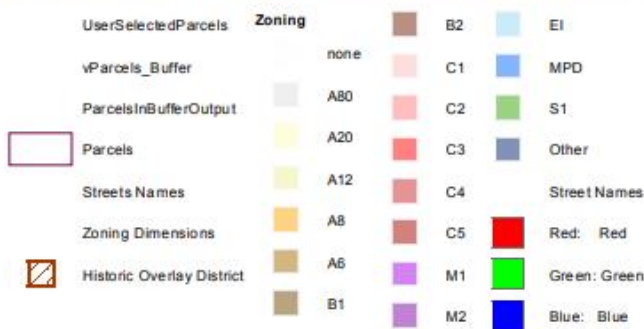 UserSelectedParcels
vParcels_Buffer
ParcelsInBufferOutput
Parcels
Streets Names
Zoning Dimensions
Historic Overlay District
Zoning
none
A80
A20
A12
A8
A6
B1
B2
C1
C2
C3
C4
C5
M1
M2
EI
MPD
S1
Other
Street Names
Red: Red
Green: Green
Blue: Blue